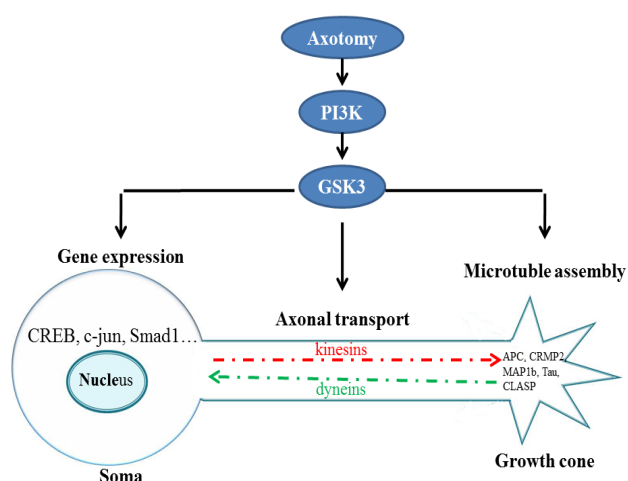 Axotomy
PI3K
GSK3
Gene expression
Microtuble assembly
Axonal transport
CREB, c-jun, Smad1…
kinesins
APC, CRMP2,
MAP1b, Tau,
CLASP
Nucleus
dyneins
Growth cone
Soma